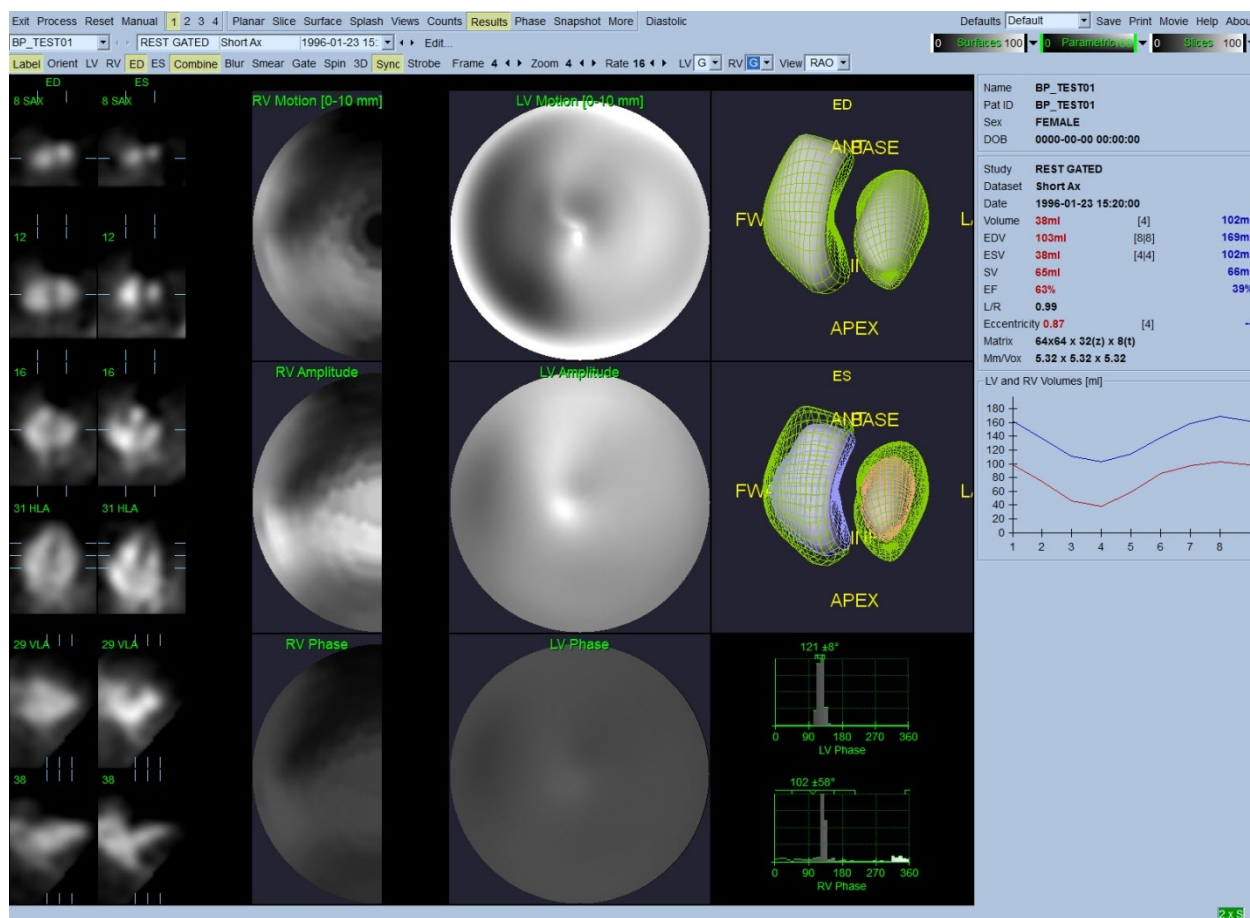 Exit Process Reset Manual 1 2 3 4 Planar Slice Surface Splash Views Counts Results Phase Snapshot More Diastolic Defaults Default Save Print Movie Help Abou
BP_TEST01 REST GATED Short Ax 1996-01-23 15: Edit... 0 Surfaces 100 0 Parametric 0 Slices 100
Label Orient LV RV ED ES Combine Blur Smear Gate Spin 3D Sync Strobe Frame 4 Zoom 4 Rate 16 LV G RV G View RAO
ED ES
8 SAX
12 12
16 16
31 HLA 31 HLA
29 VLA 29 VLA
38 38
RV Motion [0-10 mm] LV Motion [0-10 mm] ED
ANT BASE
FW
L
IN
APEX
RV Amplitude LV Amplitude ES
ANT BASE
FW
L
INF
APEX
RV Phase LV Phase
121 ±8°
0 90 180 270 360
LV Phase
102 ±58°
0 90 180 270 360
RV Phase
Name BP_TEST01
Pat ID BP_TEST01
Sex FEMALE
DOB 0000-00-00 00:00:00
Study REST GATED
Dataset Short Ax
Date 1996-01-23 15:20:00
Volume 38ml [4] 102m
EDV 103ml [8|8] 169m
ESV 38ml [4|4] 102m
SV 65ml 66m
EF 63% 39%
L/R 0.99
Eccentricity 0.87 [4] --
Matrix 64x64 x 32(z) x 8(t)
Mm/Vox 5.32 x 5.32 x 5.32
LV and RV Volumes [ml]
180
160
140
120
100
80
60
40
20
0
1 2 3 4 5 6 7 8
2 x S